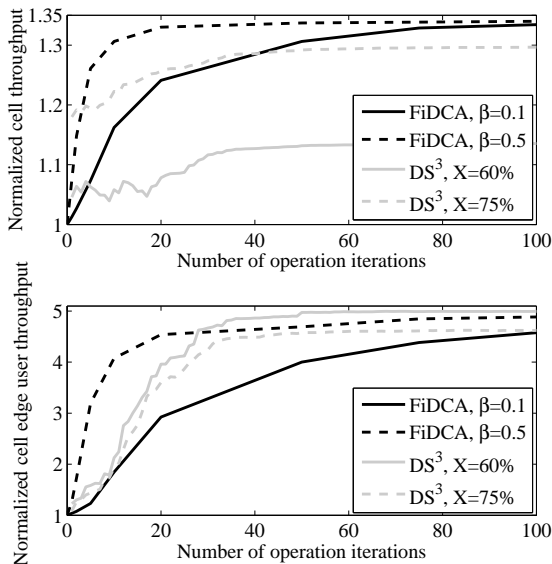 Normalized cell throughput
1.35
1.3
1.2
1.1
1
FiDCA, β=0.1
FiDCA, β=0.5
DS³, X=60%
DS³, X=75%
0
20
40
60
80
100
Number of operation iterations
Normalized cell edge user throughput
5
4
3
2
1
FiDCA, β=0.1
FiDCA, β=0.5
DS³, X=60%
DS³, X=75%
0
20
40
60
80
100
Number of operation iterations